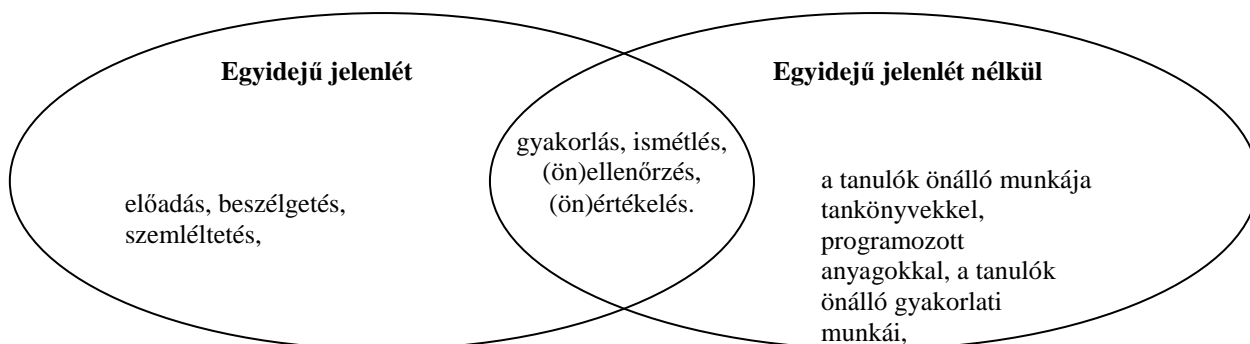 Egyidejű jelenlét
előadás, beszélgetés,
szemléltetés,
gyakorlás, ismétlés,
(ön)ellenőrzés,
(ön)értékelés.
Egyidejű jelenlét nélkül
a tanulók önálló munkája
tankönyvekkel,
programozott
anyagokkal, a tanulók
önálló gyakorlati
munkái,